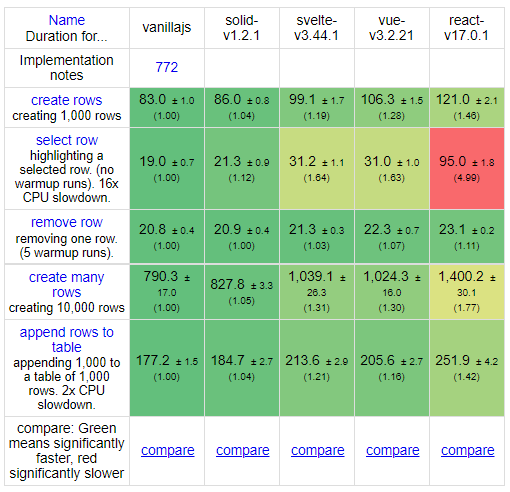 Name
Duration for...
vanillajs
solid-
v1.2.1
svelte-
v3.44.1
vue-
v3.2.21
react-
v17.0.1
Implementation
notes
772
create rows
creating 1,000 rows
83.0 ± 1.0
(1.00)
86.0 ± 0.8
(1.04)
99.1 ± 1.7
(1.19)
106.3 ± 1.5
(1.28)
121.0 ± 2.1
(1.46)
select row
highlighting a
selected row. (no
warmup runs). 16x
CPU slowdown.
19.0 ± 0.7
(1.00)
21.3 ± 0.9
(1.12)
31.2 ± 1.1
(1.64)
31.0 ± 1.0
(1.63)
95.0 ± 1.8
(4.99)
remove row
removing one row.
(5 warmup runs).
20.8 ± 0.4
(1.00)
20.9 ± 0.4
(1.00)
21.3 ± 0.3
(1.03)
22.3 ± 0.7
(1.07)
23.1 ± 0.2
(1.11)
create many
rows
creating 10,000 rows
790.3 ±
17.0
(1.00)
827.8 ± 3.3
(1.05)
1,039.1 ±
26.3
(1.31)
1,024.3 ±
16.0
(1.30)
1,400.2 ±
30.1
(1.77)
append rows to
table
appending 1,000 to
a table of 1,000
rows. 2x CPU
slowdown.
177.2 ± 1.5
(1.00)
184.7 ± 2.7
(1.04)
213.6 ± 2.9
(1.21)
205.6 ± 2.7
(1.16)
251.9 ± 4.2
(1.42)
compare: Green
means significantly
faster, red
significantly slower
compare
compare
compare
compare
compare